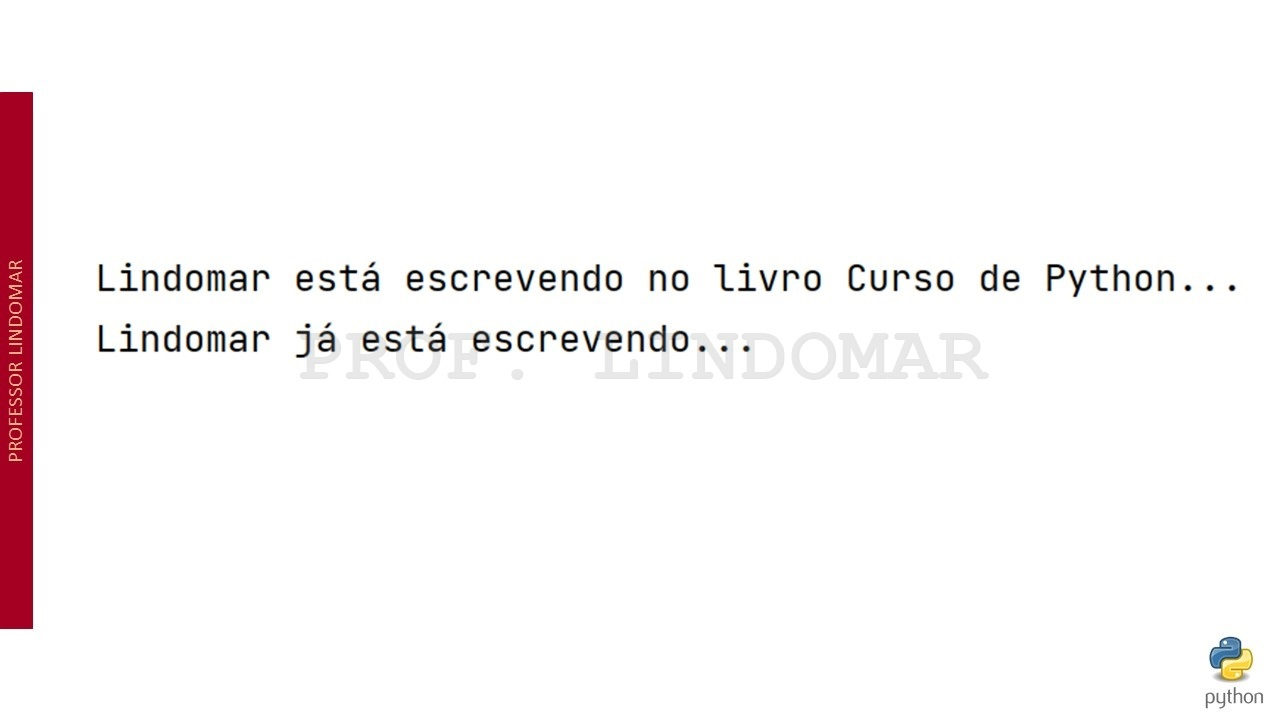 PROFESSOR LINDOMAR
Lindomar está escrevendo no livro Curso de Python...
Lindomar já está escrevendo...
PROF. LINDOMAR
python